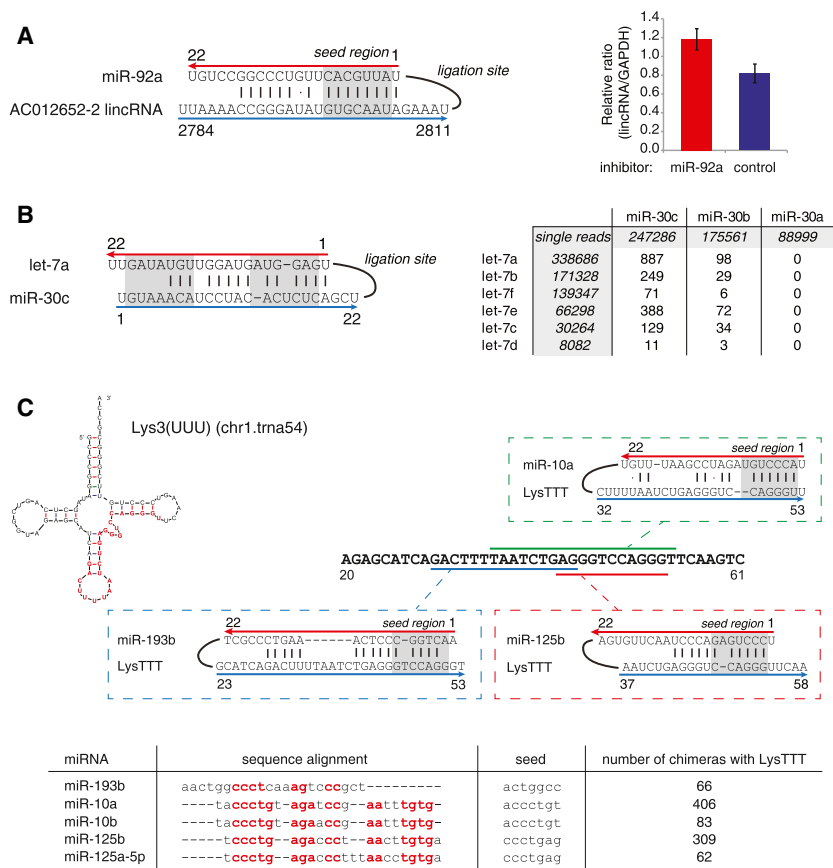 A
22 seed region 1
miR-92a UGUCCGGCCCUGUUCACGUUAU ligation site
AC012652-2 lincRNA UUAAAACCGGGAUAUGUGCAAUAGAAAU
2784 2811
Relative ratio
(lincRNA/GAPDH)
1.4
1.2
1.0
0.8
0.6
0.4
0.2
0.0
inhibitor: miR-92a control
B
22 1
let-7a UUGAUAUGUUGGAUGAUG-GAGU ligation site
miR-30c UGUAAACAUCCUAC-ACUCUCAGCU
1 22
miR-30c miR-30b miR-30a
single reads 247286 175561 88999
let-7a 338686 887 98 0
let-7b 171328 249 29 0
let-7f 139347 71 6 0
let-7e 66298 388 72 0
let-7c 30264 129 34 0
let-7d 8082 11 3 0
C
3'
5'
Lys3(UUU) (chr1.trna54)
22 seed region 1
miR-10a UGUU-UAAGCCUAGAUGUCCCAU
LysTTT CUUUUAAUCUGAGGGUC--CAGGGUU
32 53
AGAGCATCAGACTTTTAATCTGAGGGTCCAGGGTTCAAGTC
20 61
22 seed region 1
miR-193b TCGCCCTGAA------ACTCCC-GGTCAA
LysTTT GCATCAGACUUUTAATCTGAGGGTCCAGGGT
23 53
22 seed region 1
miR-125b AGUGUUCAAUCCCAGAGUCCCU
LysTTT AAUCUGAGGGUC-CAGGGUUCAA
37 58
miRNA sequence alignment seed number of chimeras with LysTTT
miR-193b aactggccctcaaagtcccgct---------- actggcc 66
miR-10a ----taccctgt-agatccg--aatttgtg- accctgt 406
miR-10b ----taccctgt-agaaccg--aatttgtg- accctgt 83
miR-125b ----tccctg--agaccct--aacttgtga ccctgag 309
miR-125a-5p ----tccctg--agaccctttaacctgtga ccctgag 62